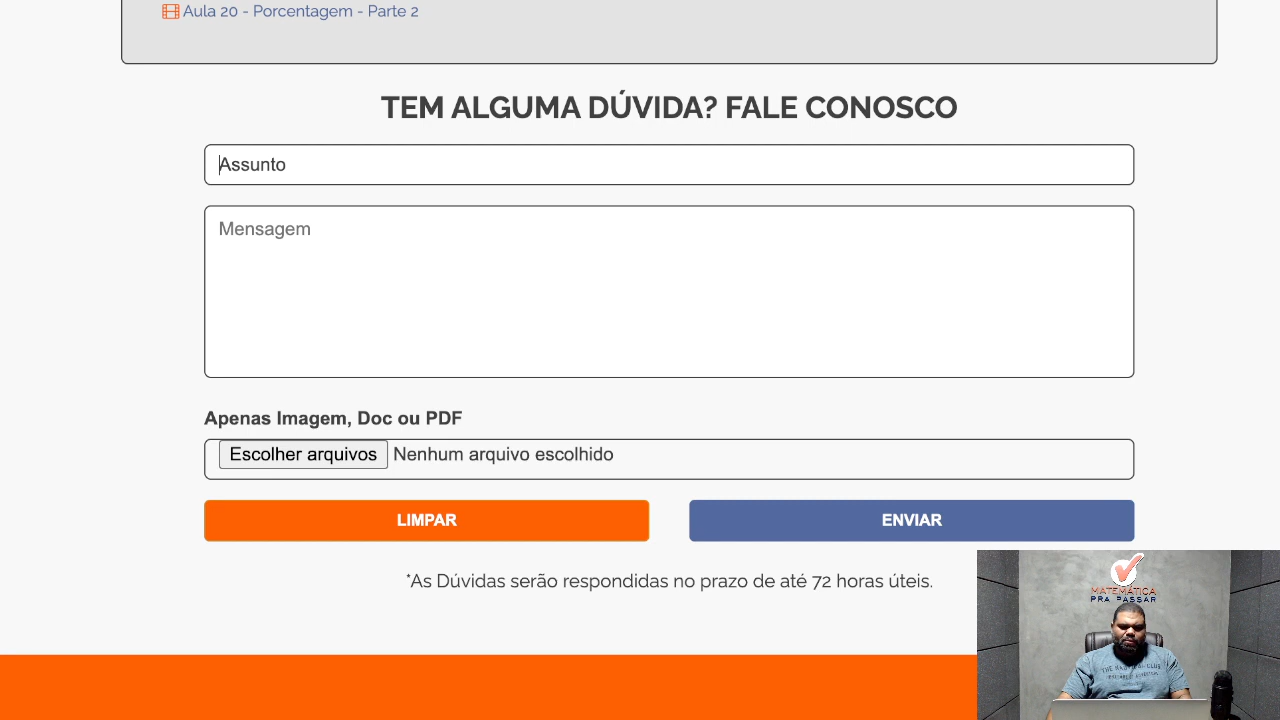 Aula 20 - Porcentagem - Parte 2
TEM ALGUMA DÚVIDA? FALE CONOSCO
Assunto
Mensagem
Apenas Imagem, Doc ou PDF
Escolher arquivos Nenhum arquivo escolhido
LIMPAR
ENVIAR
*As Dúvidas serão respondidas no prazo de até 72 horas úteis.
MATEMÁTICA
PRA PASSAR